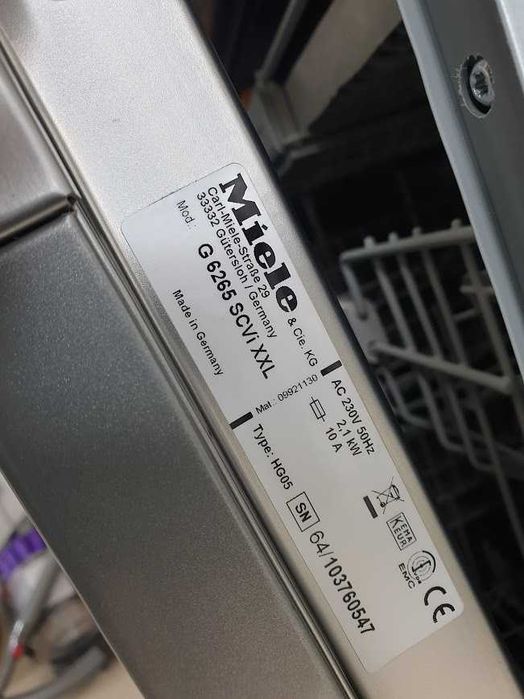 Miele & Cie. KG
Carl-Miele-Straße 29
33332 Gütersloh / Germany
Mod.: G 6265 SCVi XXL
Made in Germany
Mat.: 09921130
AC 230V 50Hz
2,1 kW
10 A
Type: HG05
SN 64/103760547
KEMA
KEUR
EMC
CE